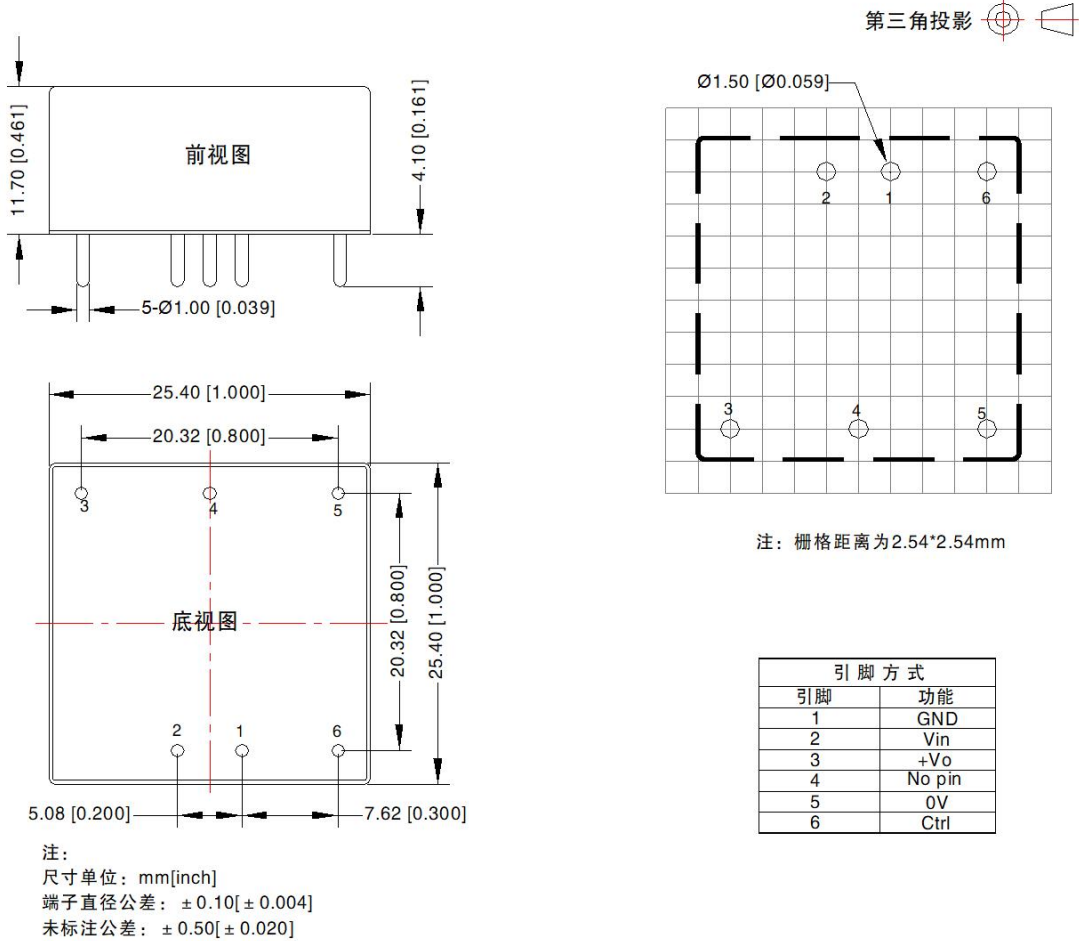 第三角投影
11.70 [0.461]
前视图
4.10 [0.161]
5-Ø1.00 [0.039]
Ø1.50 [Ø0.059]
2
1
6
3
4
5
注：栅格距离为2.54*2.54mm
25.40 [1.000]
20.32 [0.800]
3
4
5
底视图
20.32 [0.800]
25.40 [1.000]
2
1
6
5.08 [0.200]
7.62 [0.300]
引脚方式
引脚 功能
1 GND
2 Vin
3 +Vo
4 No pin
5 0V
6 Ctrl
注：
尺寸单位：mm[inch]
端子直径公差：±0.10[±0.004]
未标注公差：±0.50[±0.020]